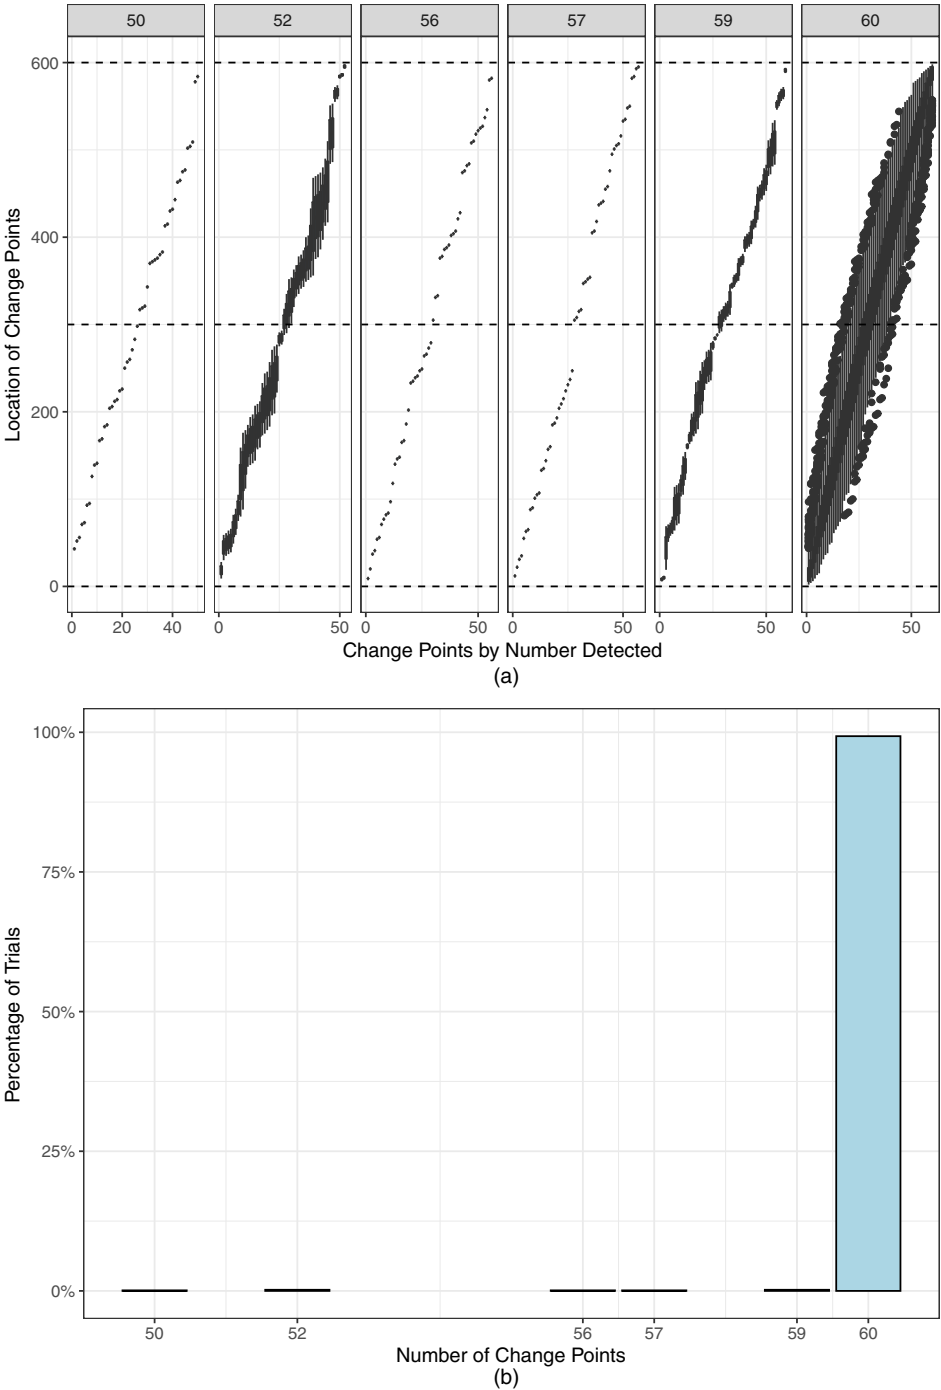 50 52 56 57 59 60
600
400
200
0
Location of Change Points
0 20 40 0 50 0 50 0 50 0 50 0 50
Change Points by Number Detected
(a)
100%
75%
50%
25%
0%
Percentage of Trials
50 52 56 57 59 60
Number of Change Points
(b)